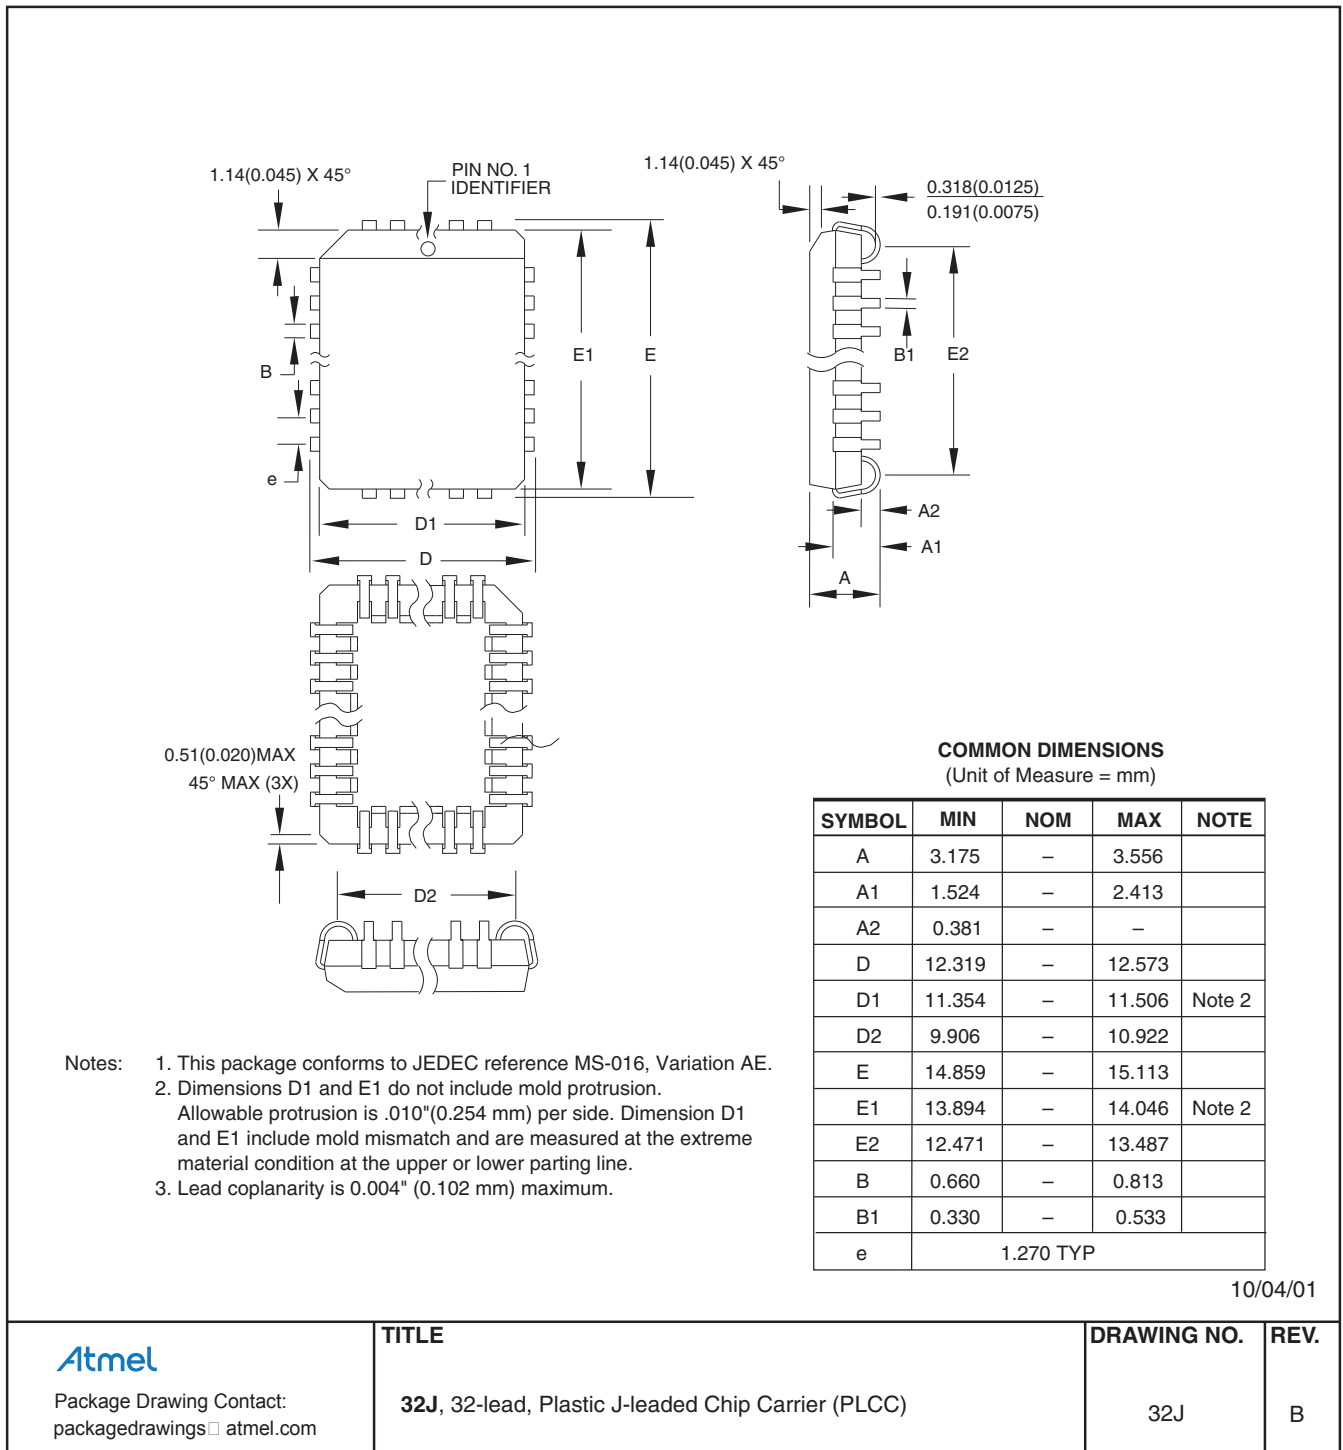 1.14(0.045) X 45°
PIN NO. 1
IDENTIFIER
1.14(0.045) X 45°
0.318(0.0125)
0.191(0.0075)
B
e
E1
E
B1
E2
D1
D
A2
A1
A
0.51(0.020)MAX
45° MAX (3X)
D2
COMMON DIMENSIONS
(Unit of Measure = mm)
SYMBOL MIN NOM MAX NOTE
A 3.175 – 3.556
A1 1.524 – 2.413
A2 0.381 – –
D 12.319 – 12.573
D1 11.354 – 11.506 Note 2
D2 9.906 – 10.922
E 14.859 – 15.113
E1 13.894 – 14.046 Note 2
E2 12.471 – 13.487
B 0.660 – 0.813
B1 0.330 – 0.533
e 1.270 TYP
Notes: 1. This package conforms to JEDEC reference MS-016, Variation AE.
2. Dimensions D1 and E1 do not include mold protrusion.
Allowable protrusion is .010"(0.254 mm) per side. Dimension D1
and E1 include mold mismatch and are measured at the extreme
material condition at the upper or lower parting line.
3. Lead coplanarity is 0.004" (0.102 mm) maximum.
10/04/01
Atmel
Package Drawing Contact:
packagedrawings□ atmel.com
TITLE
32J, 32-lead, Plastic J-leaded Chip Carrier (PLCC)
DRAWING NO.
32J
REV.
B